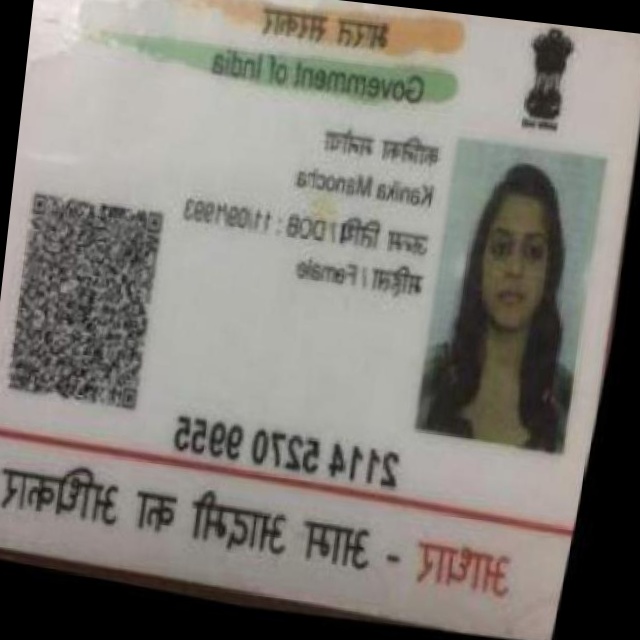 भारत सरकार
Government of India
कनिका मनोचा
Kanika Manocha
जन्म तिथि / DOB : 11/09/1993
महिला / Female
2114 5270 9955
आधार - आम आदमी का अधिकार